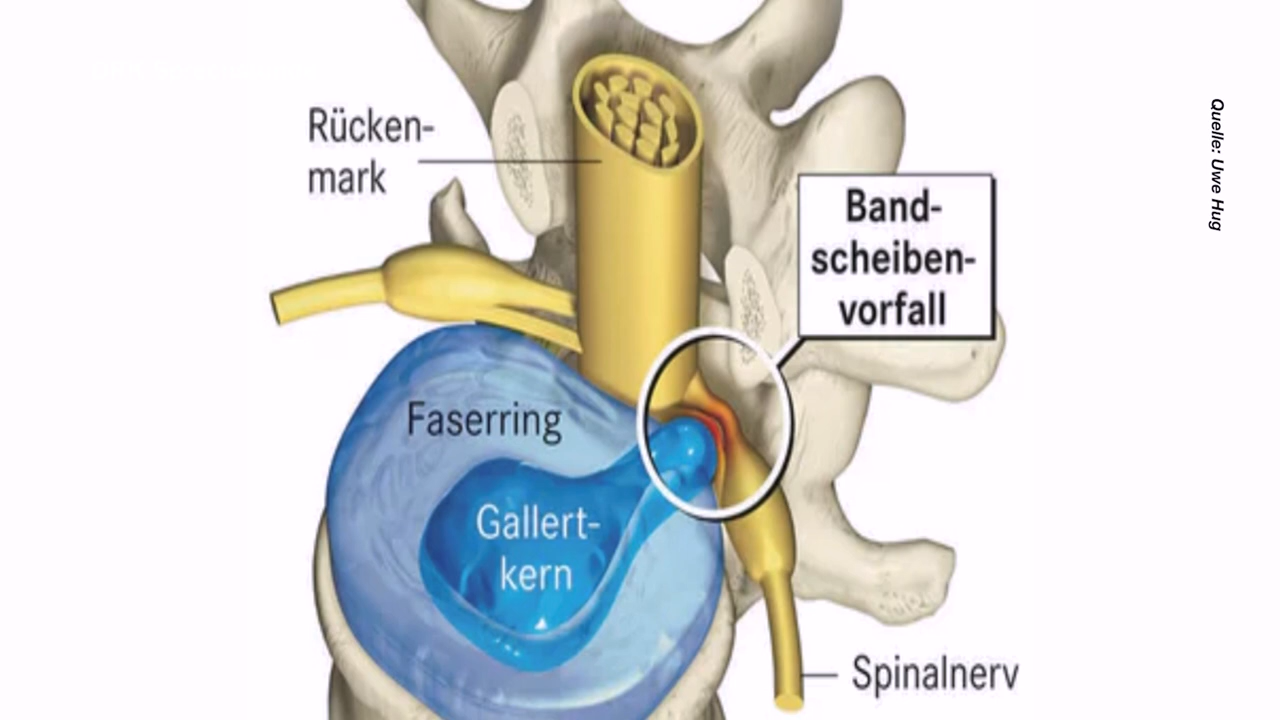 Rücken-
mark
Band-
scheiben-
vorfall
Faserring
Gallert-
kern
Spinalnerv
Quelle: Uwe Hug